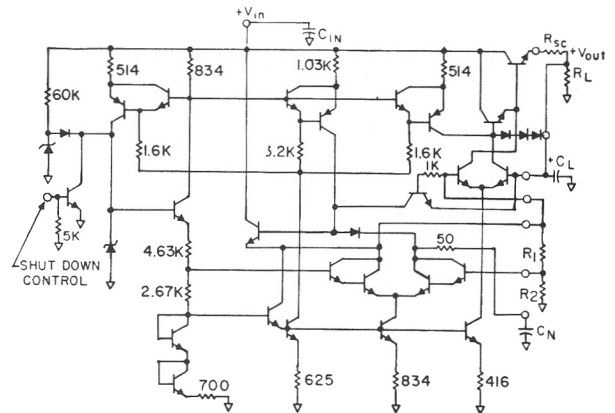 +Vin
CIN
RSC
+Vout
RL
514
834
1.03K
514
60K
1.6K
3.2K
1.6K
1K
+CL
5K
SHUT DOWN
CONTROL
4.63K
50
R1
2.67K
R2
CN
700
625
834
416